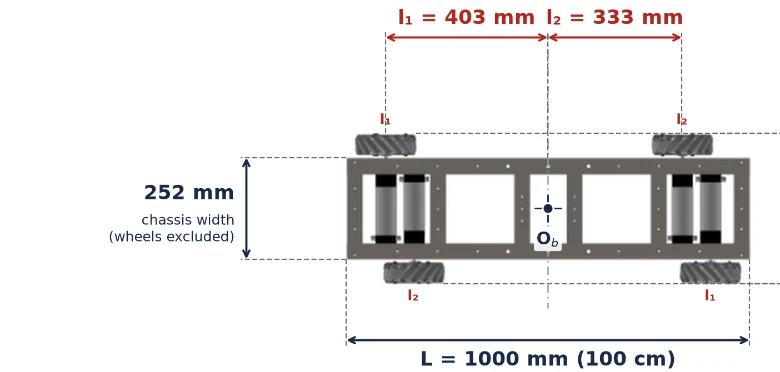 l₁ = 403 mm l₂ = 333 mm
l₁ l₂
252 mm
chassis width
(wheels excluded)
O_b
l₂ l₁
L = 1000 mm (100 cm)